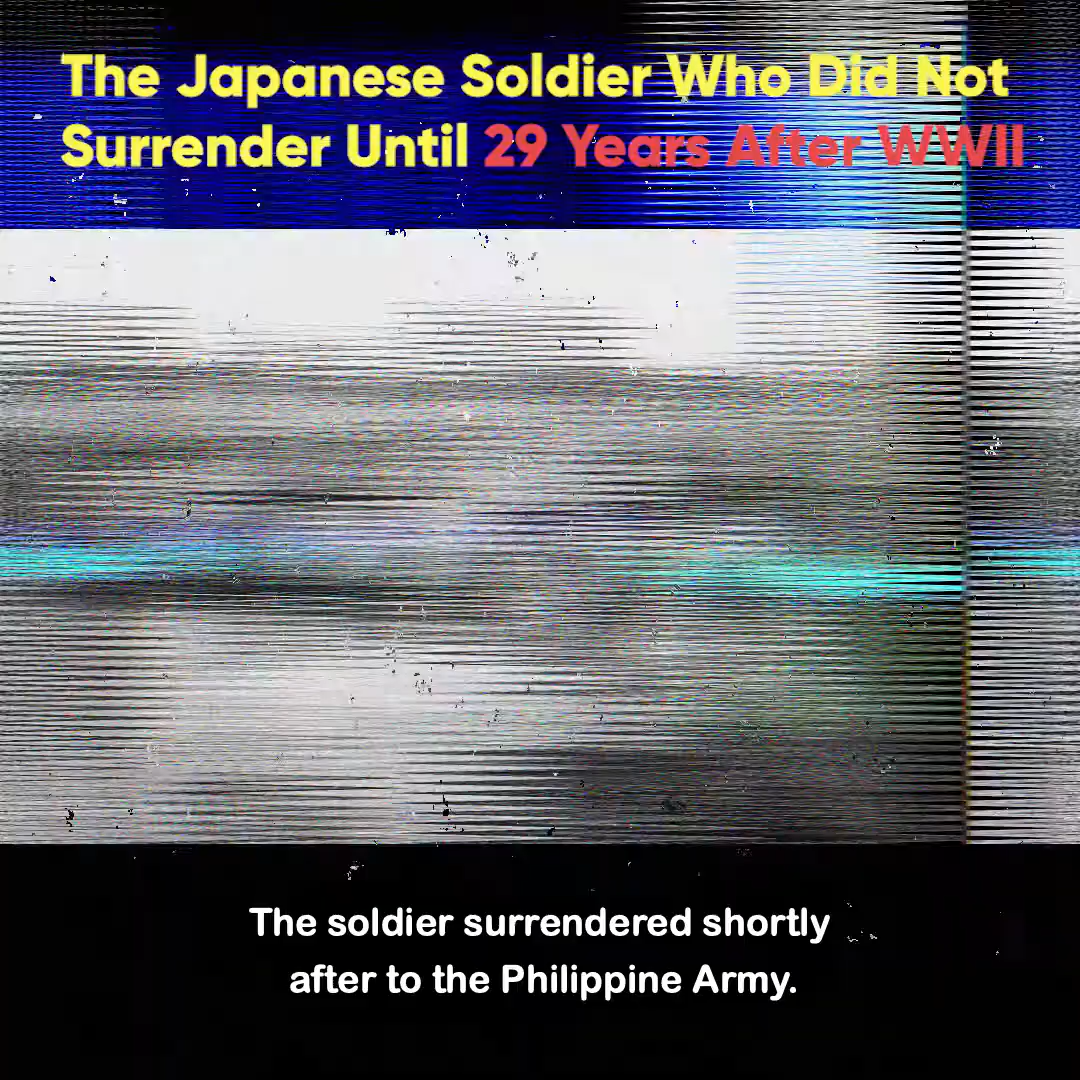 The Japanese Soldier Who Did Not
Surrender Until 29 Years After WWII
The soldier surrendered shortly
after to the Philippine Army.